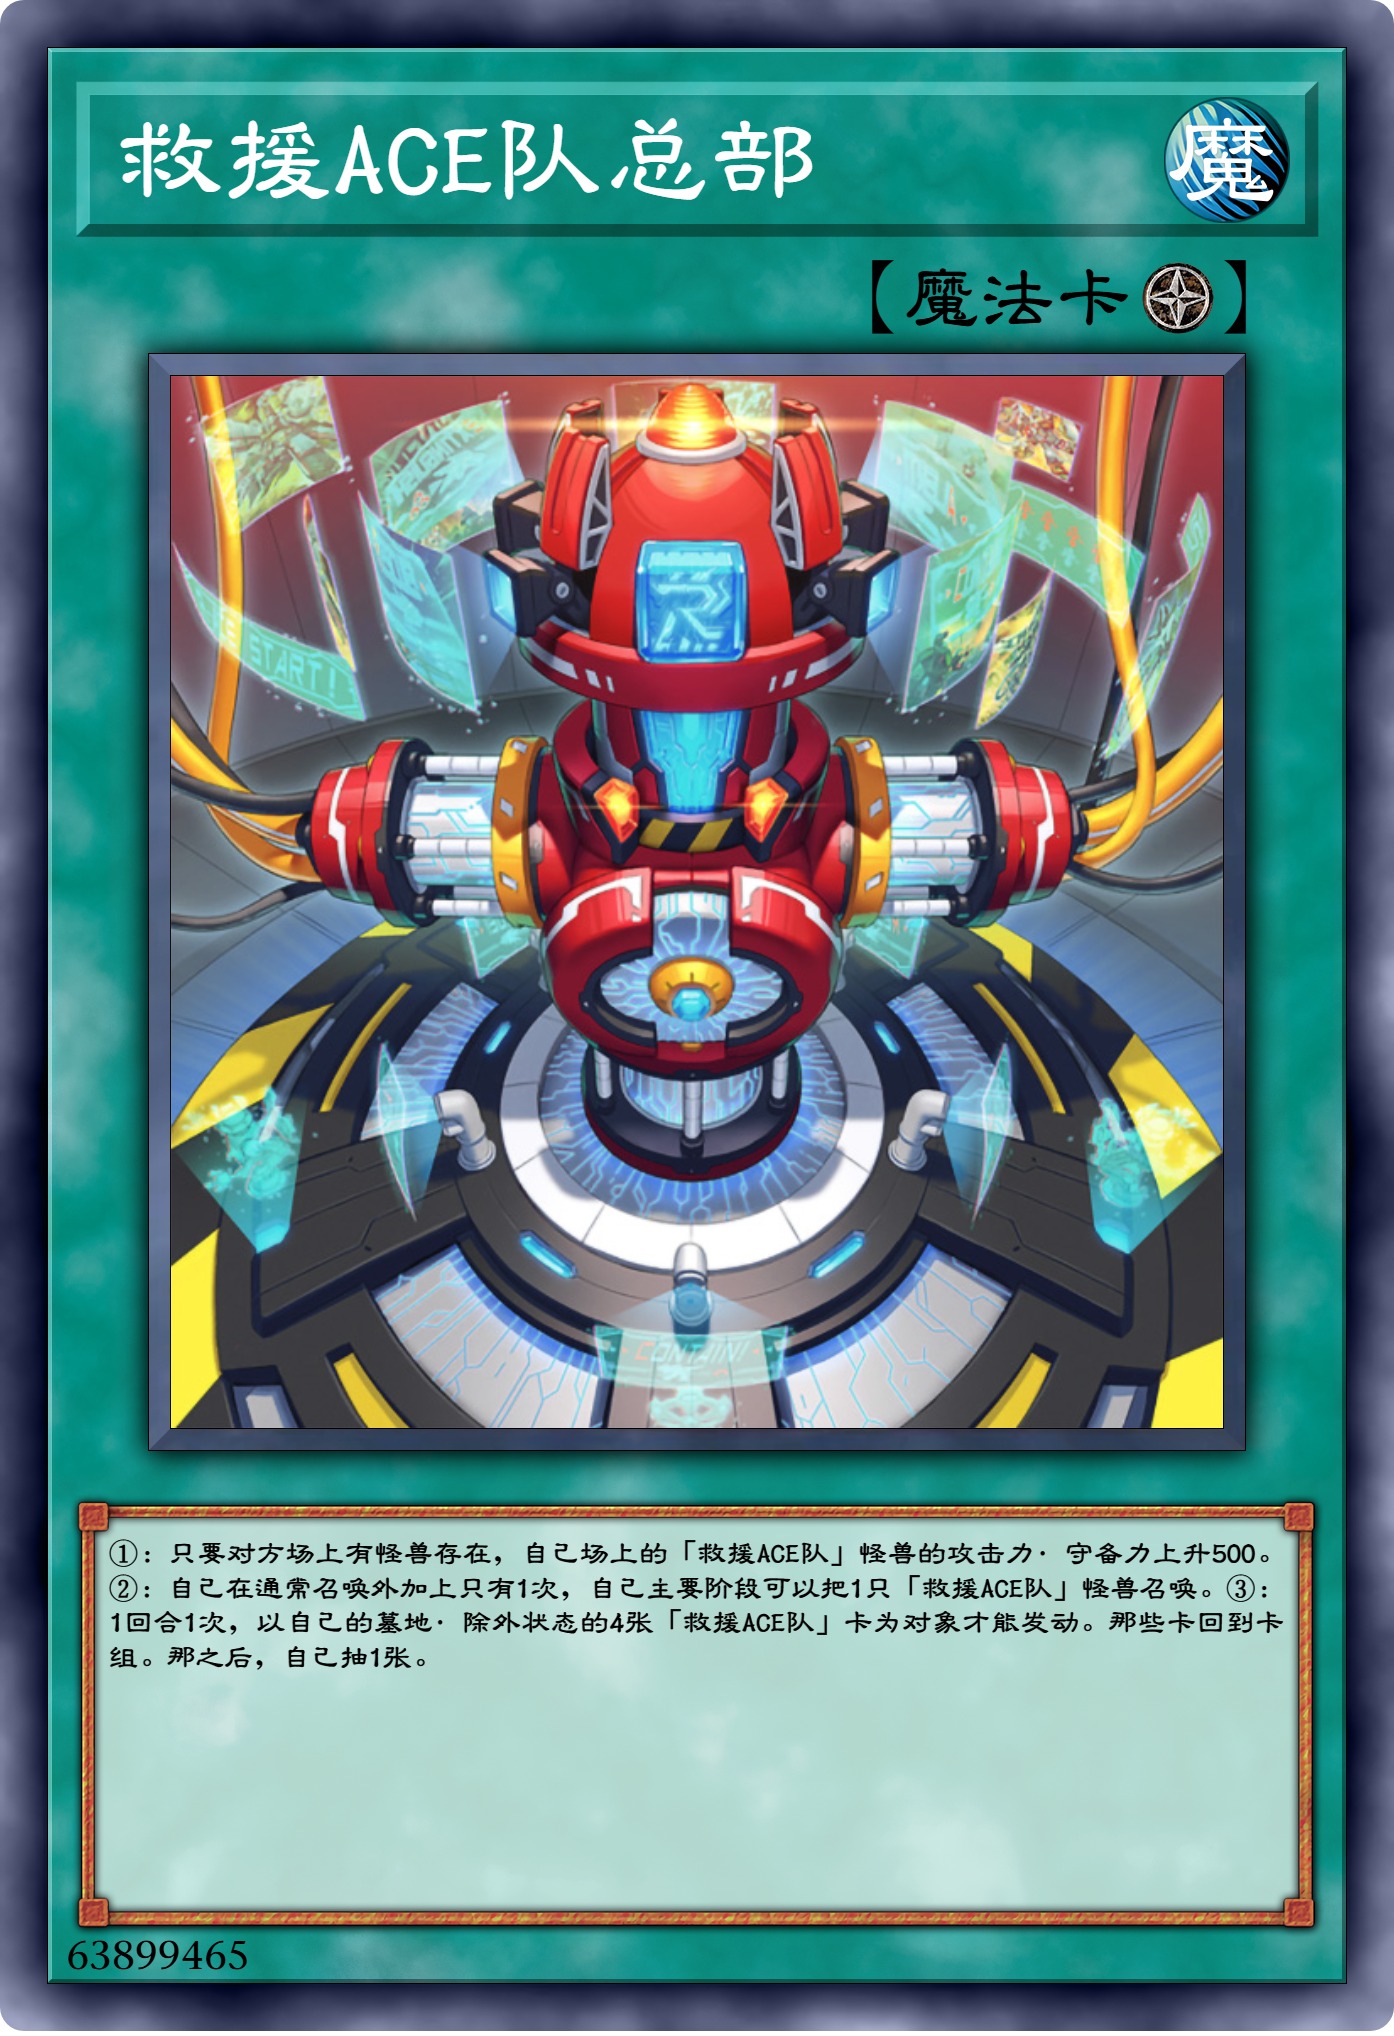 救援ACE队总部
魔
【魔法卡】
START!
CONTAIN!
①：只要对方场上有怪兽存在，自己场上的「救援ACE队」怪兽的攻击力·守备力上升500。
②：自己在通常召唤外加上只有1次，自己主要阶段可以把1只「救援ACE队」怪兽召唤。③：
1回合1次，以自己的墓地·除外状态的4张「救援ACE队」卡为对象才能发动。那些卡回到卡
组。那之后，自己抽1张。
63899465